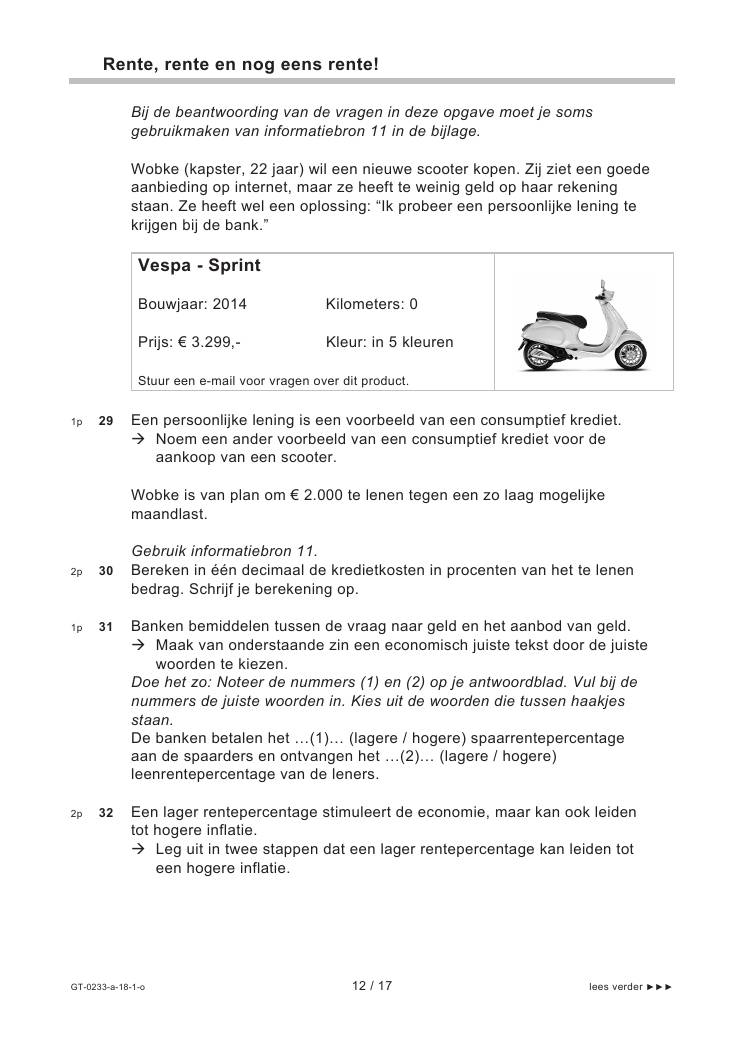 Rente, rente en nog eens rente!
Bij de beantwoording van de vragen in deze opgave moet je soms
gebruikmaken van informatiebron 11 in de bijlage.
Wobke (kapster, 22 jaar) wil een nieuwe scooter kopen. Zij ziet een goede
aanbieding op internet, maar ze heeft te weinig geld op haar rekening
staan. Ze heeft wel een oplossing: “Ik probeer een persoonlijke lening te
krijgen bij de bank.”
Vespa - Sprint
Bouwjaar: 2014 Kilometers: 0
Prijs: € 3.299,- Kleur: in 5 kleuren
Stuur een e-mail voor vragen over dit product.
1p 29 Een persoonlijke lening is een voorbeeld van een consumptief krediet.
→ Noem een ander voorbeeld van een consumptief krediet voor de
aankoop van een scooter.
Wobke is van plan om € 2.000 te lenen tegen een zo laag mogelijke
maandlast.
Gebruik informatiebron 11.
2p 30 Bereken in één decimaal de kredietkosten in procenten van het te lenen
bedrag. Schrijf je berekening op.
1p 31 Banken bemiddelen tussen de vraag naar geld en het aanbod van geld.
→ Maak van onderstaande zin een economisch juiste tekst door de juiste
woorden te kiezen.
Doe het zo: Noteer de nummers (1) en (2) op je antwoordblad. Vul bij de
nummers de juiste woorden in. Kies uit de woorden die tussen haakjes
staan.
De banken betalen het …(1)… (lagere / hogere) spaarrentepercentage
aan de spaarders en ontvangen het …(2)… (lagere / hogere)
leenrentepercentage van de leners.
2p 32 Een lager rentepercentage stimuleert de economie, maar kan ook leiden
tot hogere inflatie.
→ Leg uit in twee stappen dat een lager rentepercentage kan leiden tot
een hogere inflatie.
GT-0233-a-18-1-o 12 / 17 lees verder ►►►